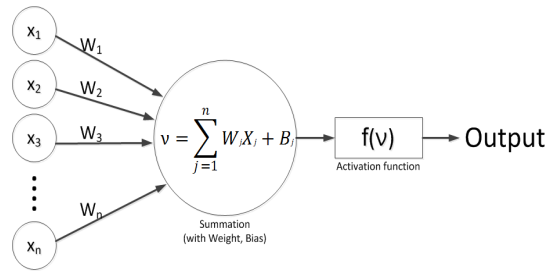 x1
W1
x2
W2
x3
W3
xn
Wn
ν = ∑ n j=1 WjXj + Bj
Summation
(with Weight, Bias)
f(ν)
Activation function
Output